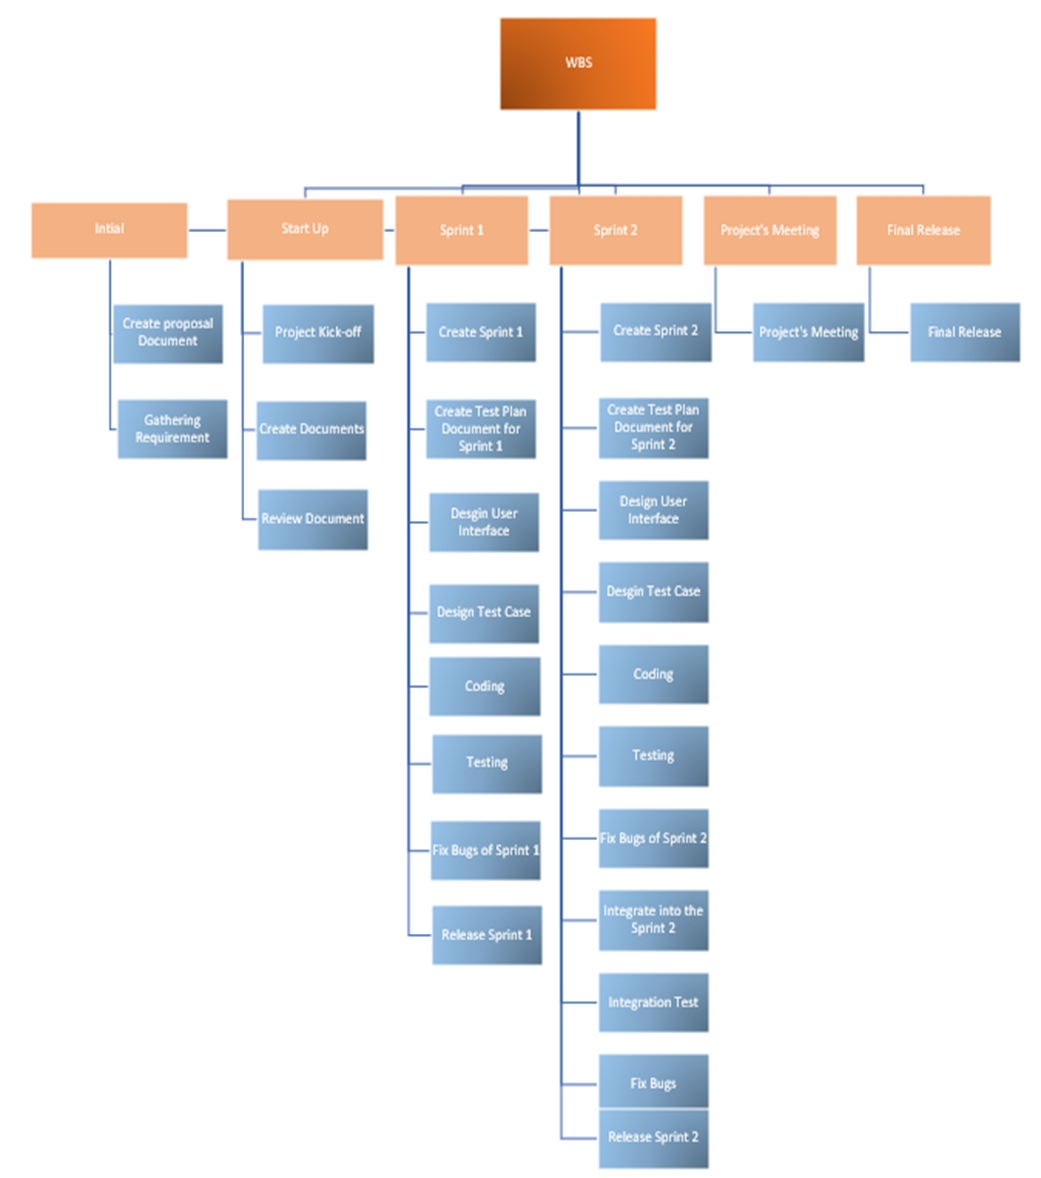 WBS
Intial
Start Up
Sprint 1
Sprint 2
Project's Meeting
Final Release
Create proposal
Document
Gathering
Requirement
Project Kick-off
Create Documents
Review Document
Create Sprint 1
Create Test Plan
Document for
Sprint 1
Desgin User
Interface
Design Test Case
Coding
Testing
Fix Bugs of Sprint 1
Release Sprint 1
Create Sprint 2
Create Test Plan
Document for
Sprint 2
Design User
Interface
Desgin Test Case
Coding
Testing
Fix Bugs of Sprint 2
Integrate into the
Sprint 2
Integration Test
Fix Bugs
Release Sprint 2
Project's Meeting
Final Release